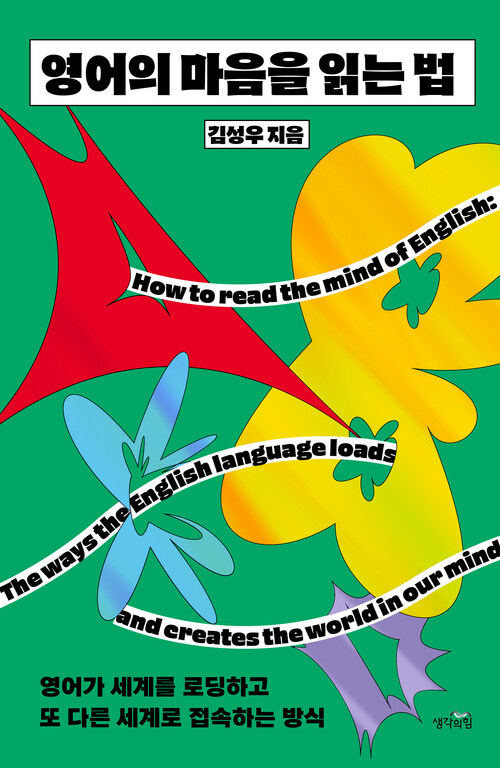 영어의 마음을 읽는 법
김성우 지음
How to read the mind of English:
The ways the English language loads
and creates the world in our mind
영어가 세계를 로딩하고
또 다른 세계로 접속하는 방식
생각의힘